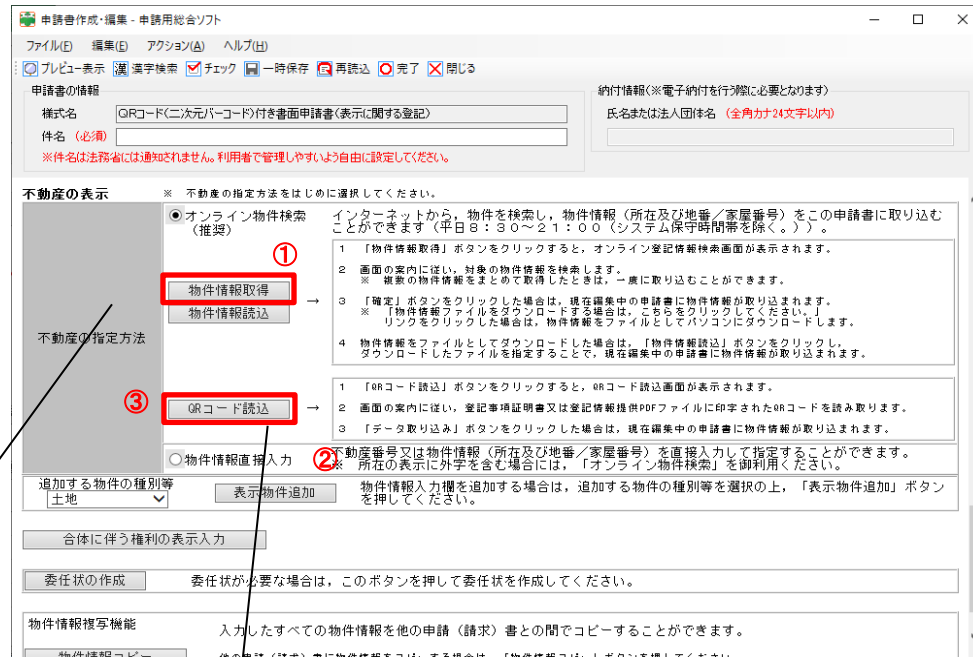 申請書作成・編集 - 申請用総合ソフト
ファイル(F) 編集(E) アクション(A) ヘルプ(H)
プレビュー表示 漢 漢字検索 チェック 一時保存 再読込 完了 閉じる
申請書の情報
様式名 QRコード(二次元バーコード)付き書面申請書(表示に関する登記)
件名 (必須)
※件名は法務省には通知されません。利用者で管理しやすいよう自由に設定してください。
納付情報(※電子納付を行う際に必要となります)
氏名または法人団体名 (全角カナ24文字以内)
不動産の表示 ※ 不動産の指定方法をはじめに選択してください。
不動産の指定方法
オンライン物件検索
(推奨)
インターネットから,物件を検索し,物件情報(所在及び地番/家屋番号)をこの申請書に取り込む
ことができます(平日8:30~21:00(システム保守時間帯を除く。))。
①
物件情報取得
物件情報読込
→
1 「物件情報取得」ボタンをクリックすると,オンライン登記情報検索画面が表示されます。
2 画面の案内に従い,対象の物件情報を検索します。
※ 複数の物件情報をまとめて取得したときは,一度に取り込むことができます。
3 「確定」ボタンをクリックした場合は,現在編集中の申請書に物件情報が取り込まれます。
※ 「物件情報ファイルをダウンロードする場合は,こちらをクリックしてください。」
リンクをクリックした場合は,物件情報をファイルとしてパソコンにダウンロードします。
4 物件情報をファイルとしてダウンロードした場合は,「物件情報読込」ボタンをクリックし,
ダウンロードしたファイルを指定することで,現在編集中の申請書に物件情報が取り込まれます。
③
QRコード読込
→
1 「QRコード読込」ボタンをクリックすると,QRコード読込画面が表示されます。
2 画面の案内に従い,登記事項証明書又は登記情報提供PDFファイルに印字されたQRコードを読み取ります。
3 「データ取り込み」ボタンをクリックした場合は,現在編集中の申請書に物件情報が取り込まれます。
物件情報直接入力
②
不動産番号又は物件情報(所在及び地番/家屋番号)を直接入力して指定することができます。
※ 所在の表示に外字を含む場合には,「オンライン物件検索」を御利用ください。
追加する物件の種別等
土地
表示物件追加
物件情報入力欄を追加する場合は,追加する物件の種別等を選択の上,「表示物件追加」ボタン
を押してください。
合体に伴う権利の表示入力
委任状の作成
委任状が必要な場合は,このボタンを押して委任状を作成してください。
物件情報複写機能
入力したすべての物件情報を他の申請(請求)書との間でコピーすることができます。
物件情報コピー
他の申請(請求)書に物件情報をコピーする場合は,「物件情報コピー」ボタンを押してください。